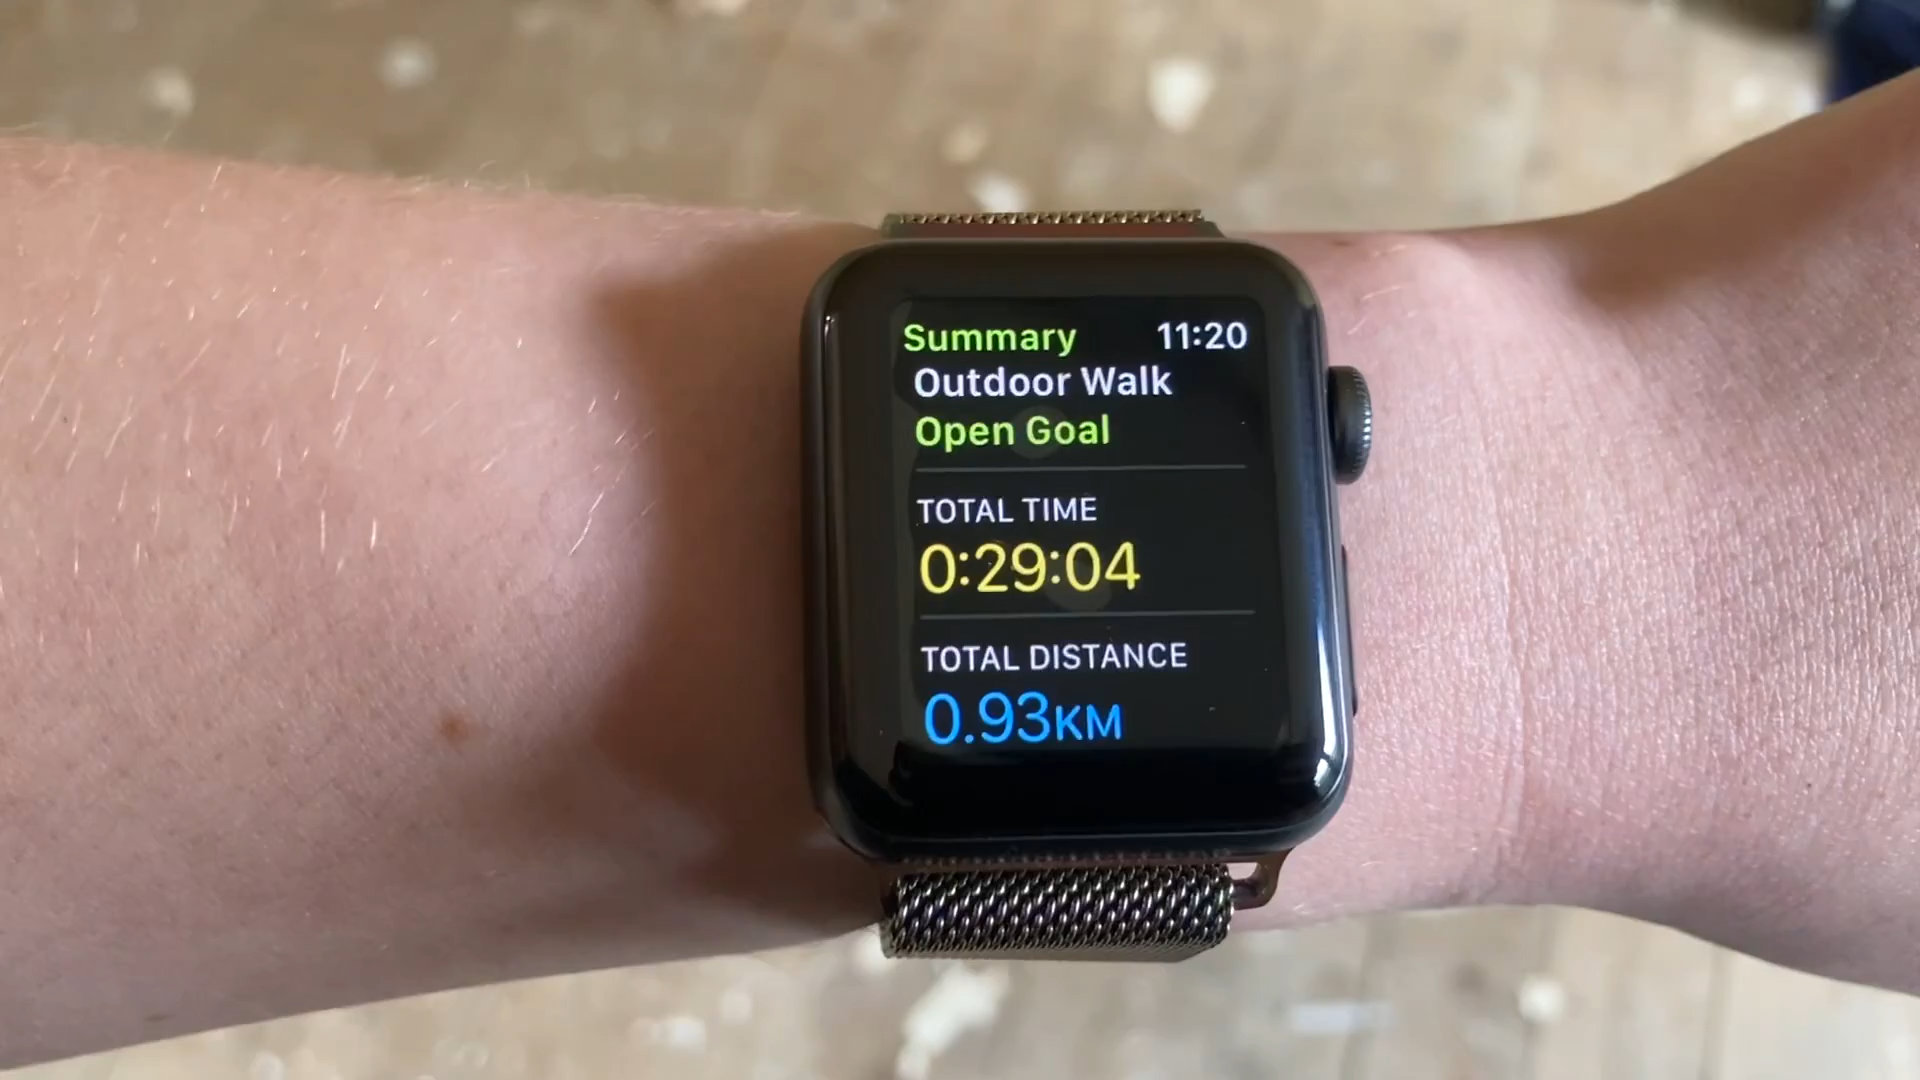 Summary 11:20
Outdoor Walk
Open Goal
TOTAL TIME
0:29:04
TOTAL DISTANCE
0.93KM